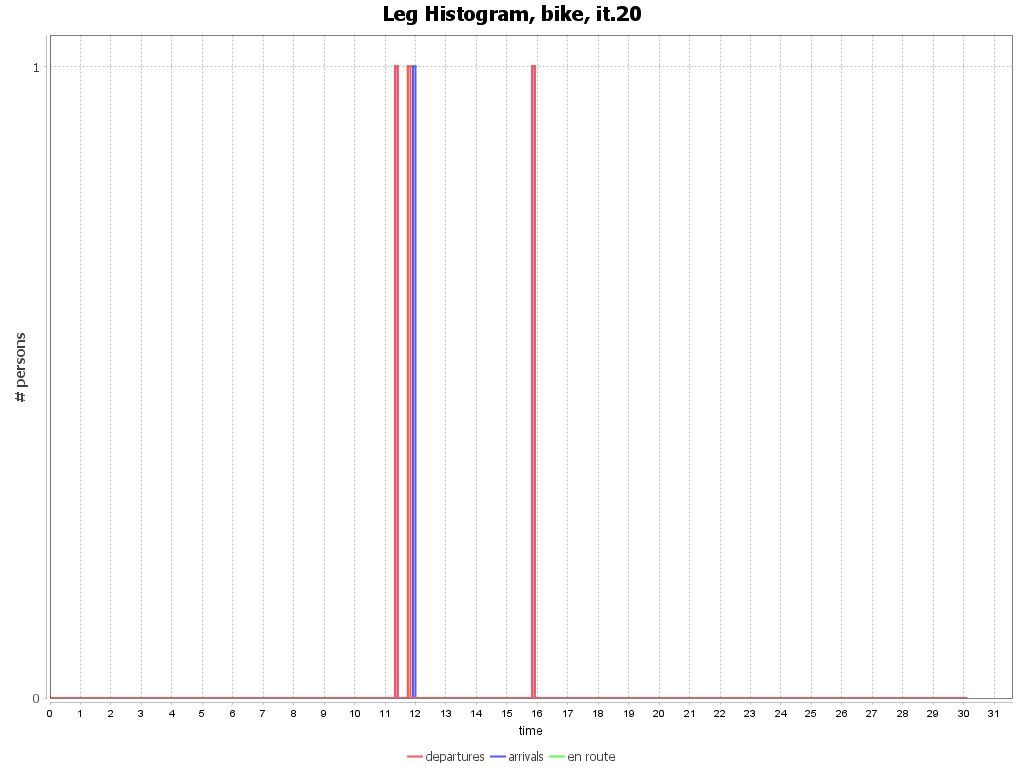 Leg Histogram, bike, it.20
1
# persons
0
0 1 2 3 4 5 6 7 8 9 10 11 12 13 14 15 16 17 18 19 20 21 22 23 24 25 26 27 28 29 30 31
time
departures arrivals en route